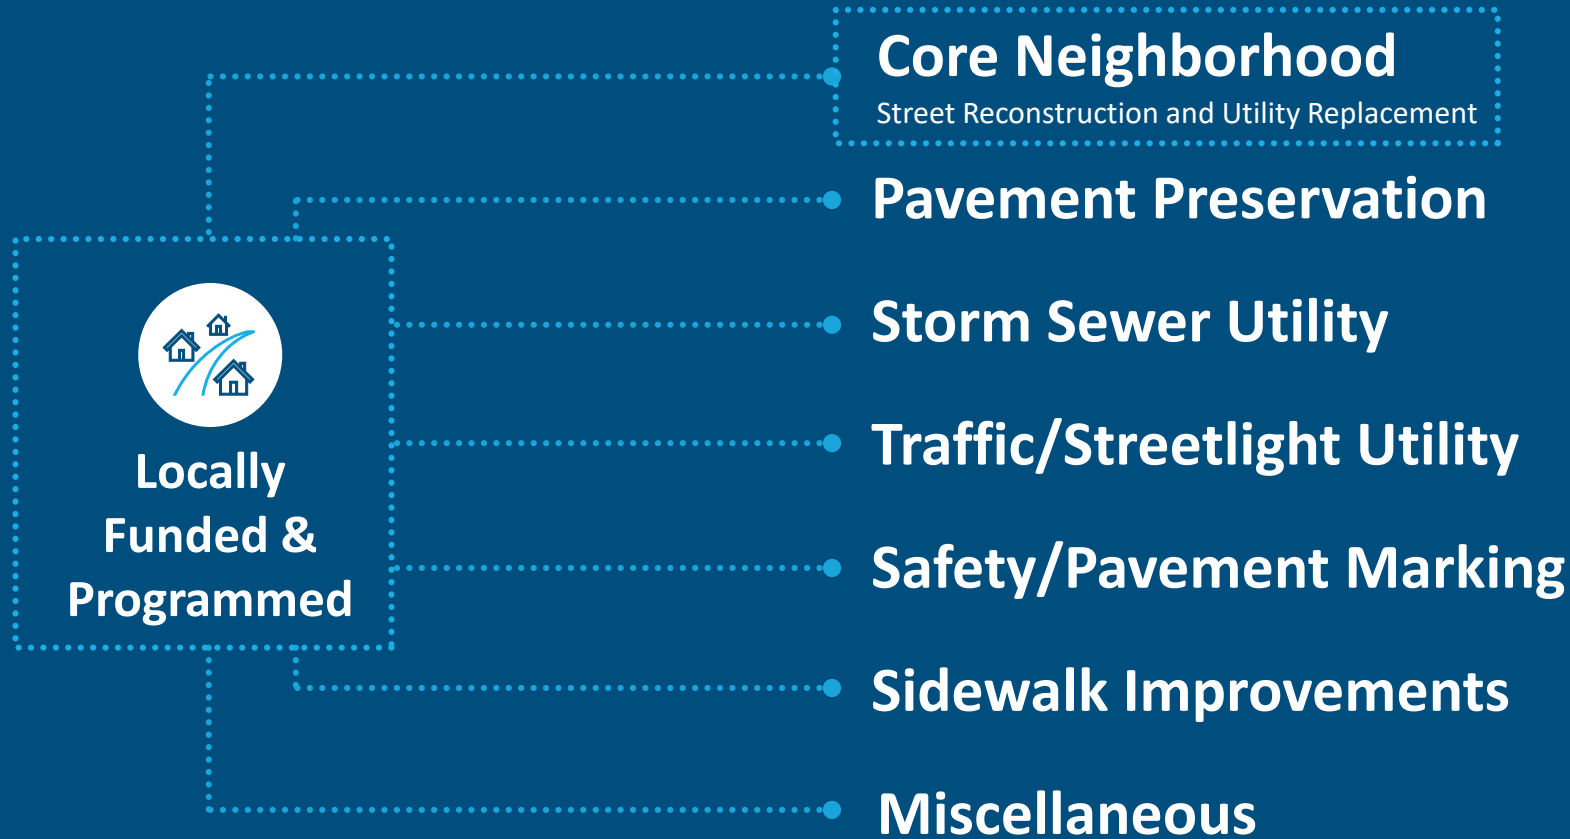 Core Neighborhood
Street Reconstruction and Utility Replacement
Pavement Preservation
Storm Sewer Utility
Traffic/Streetlight Utility
Safety/Pavement Marking
Sidewalk Improvements
Miscellaneous
Locally
Funded &
Programmed